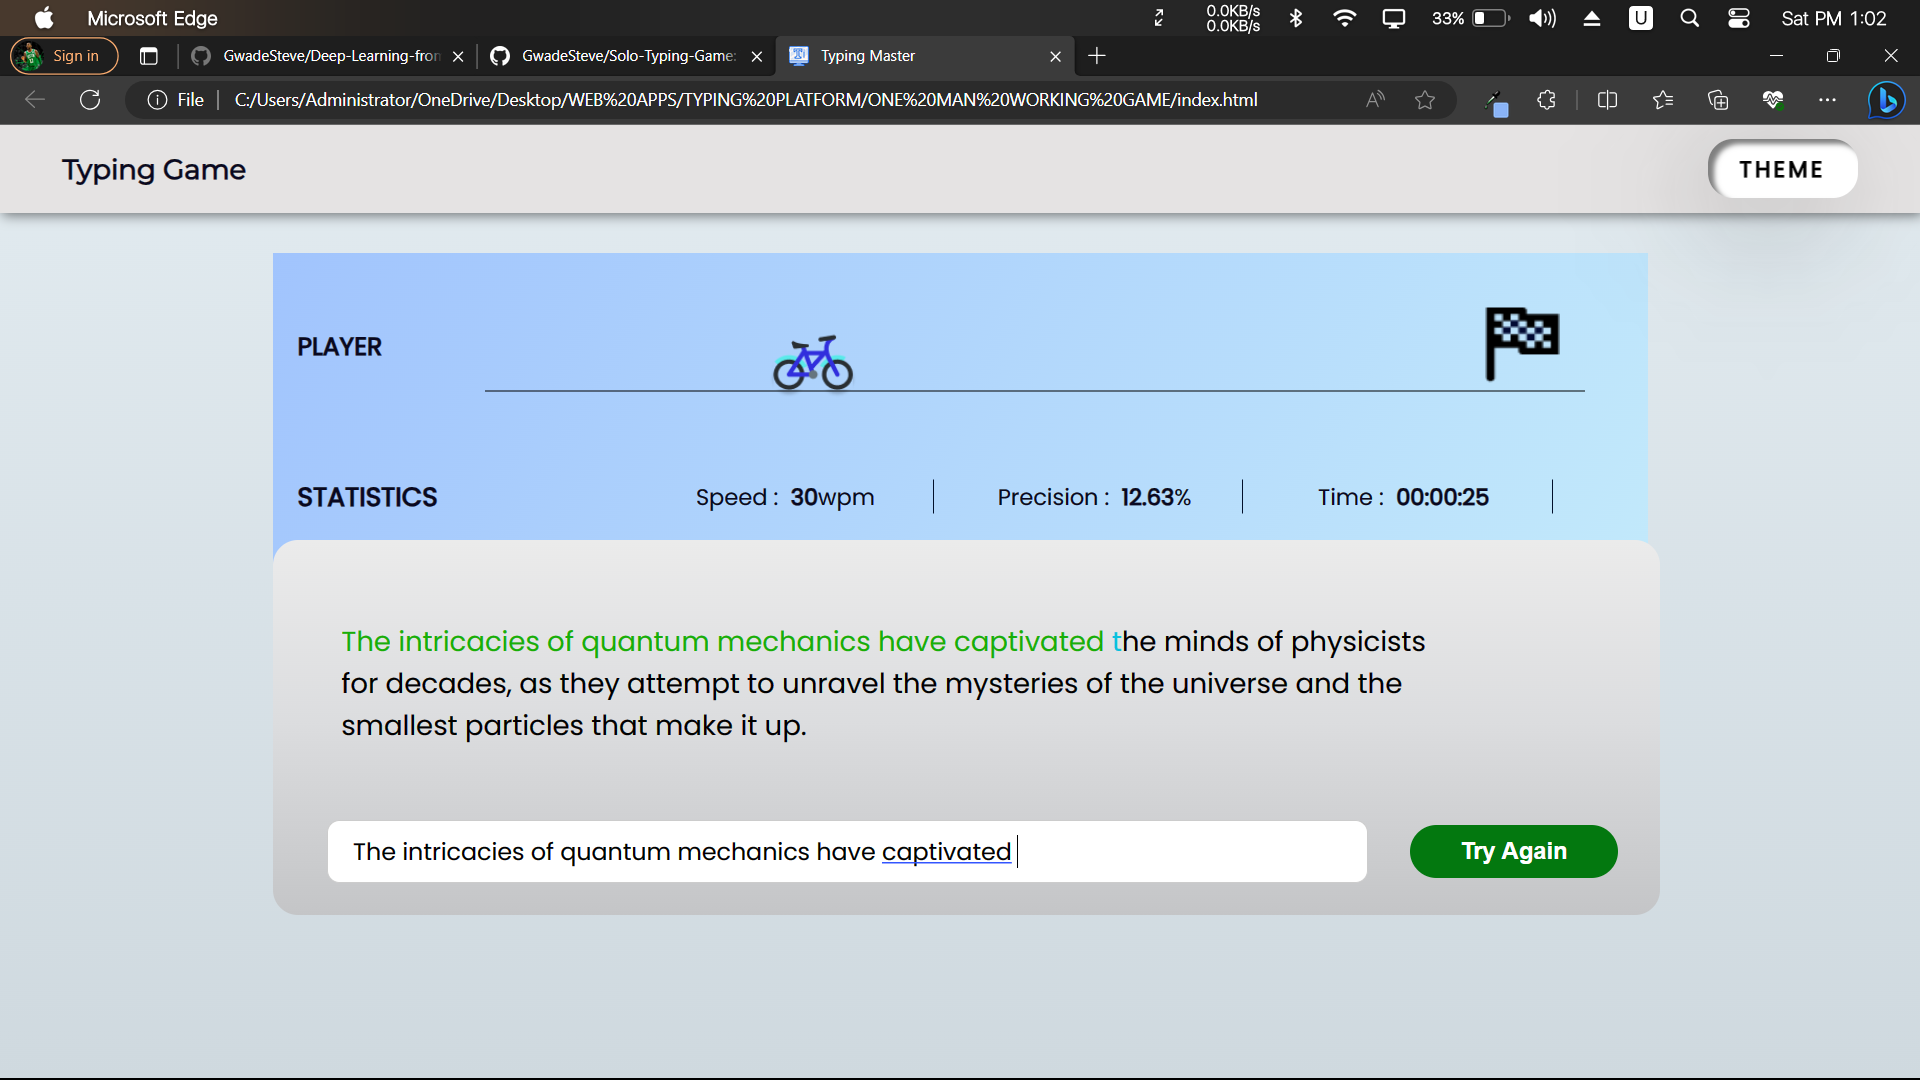 Microsoft Edge
0.0KB/s
0.0KB/s
33%
U
Sat PM 1:02
Sign in
GwadeSteve/Deep-Learning-fron
GwadeSteve/Solo-Typing-Game:
Typing Master
File
C:/Users/Administrator/OneDrive/Desktop/WEB%20APPS/TYPING%20PLATFORM/ONE%20MAN%20WORKING%20GAME/index.html
Typing Game
THEME
PLAYER
STATISTICS
Speed : 30wpm
Precision : 12.63%
Time : 00:00:25
The intricacies of quantum mechanics have captivated the minds of physicists
for decades, as they attempt to unravel the mysteries of the universe and the
smallest particles that make it up.
The intricacies of quantum mechanics have captivated
Try Again